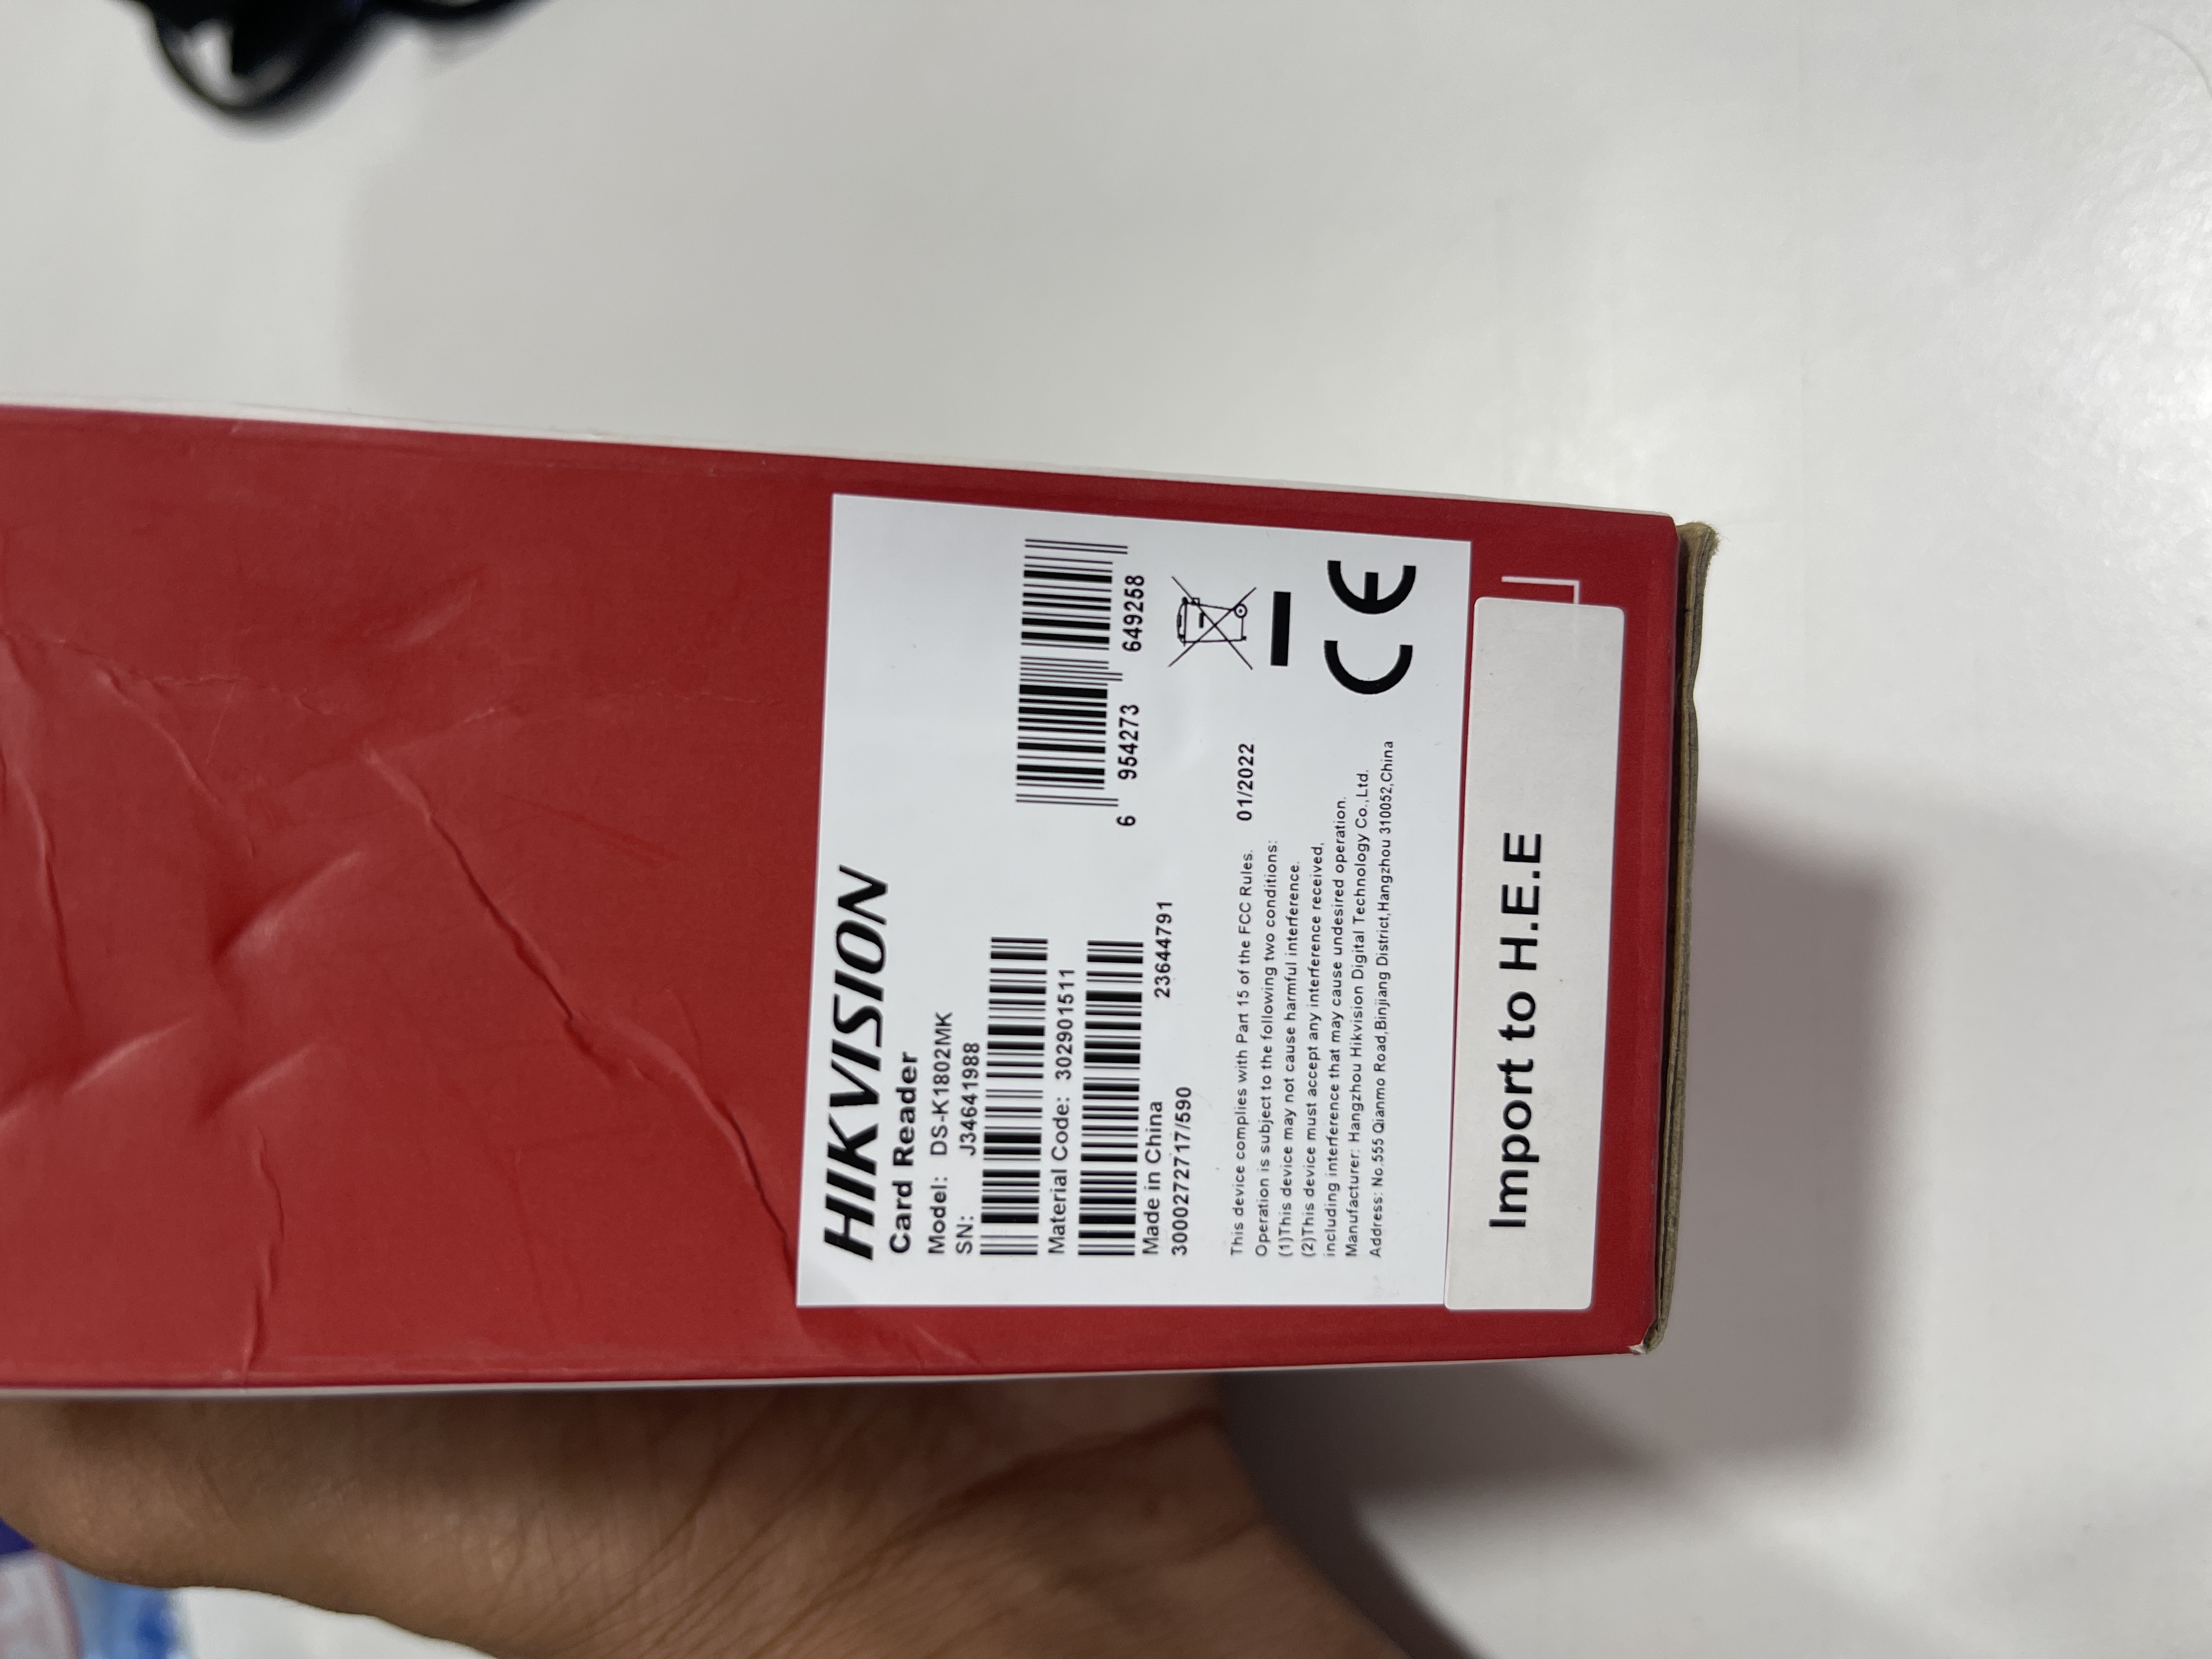 HIKVISION
Card Reader
Model: DS-K1802MK
SN: J34641988
Material Code: 302901511
6 954273 649258
Made in China 23644791
300027271 7/590
This device complies with Part 15 of the FCC Rules. 01/2022
Operation is subject to the following two conditions:
(1)This device may not cause harmful interference.
(2)This device must accept any interference received,
including interference that may cause undesired operation.
Manufacturer: Hangzhou Hikvision Digital Technology Co.,Ltd.
Address: No.555 Qianmo Road,Binjiang District,Hangzhou 310052,China
CE
Import to H.E.E